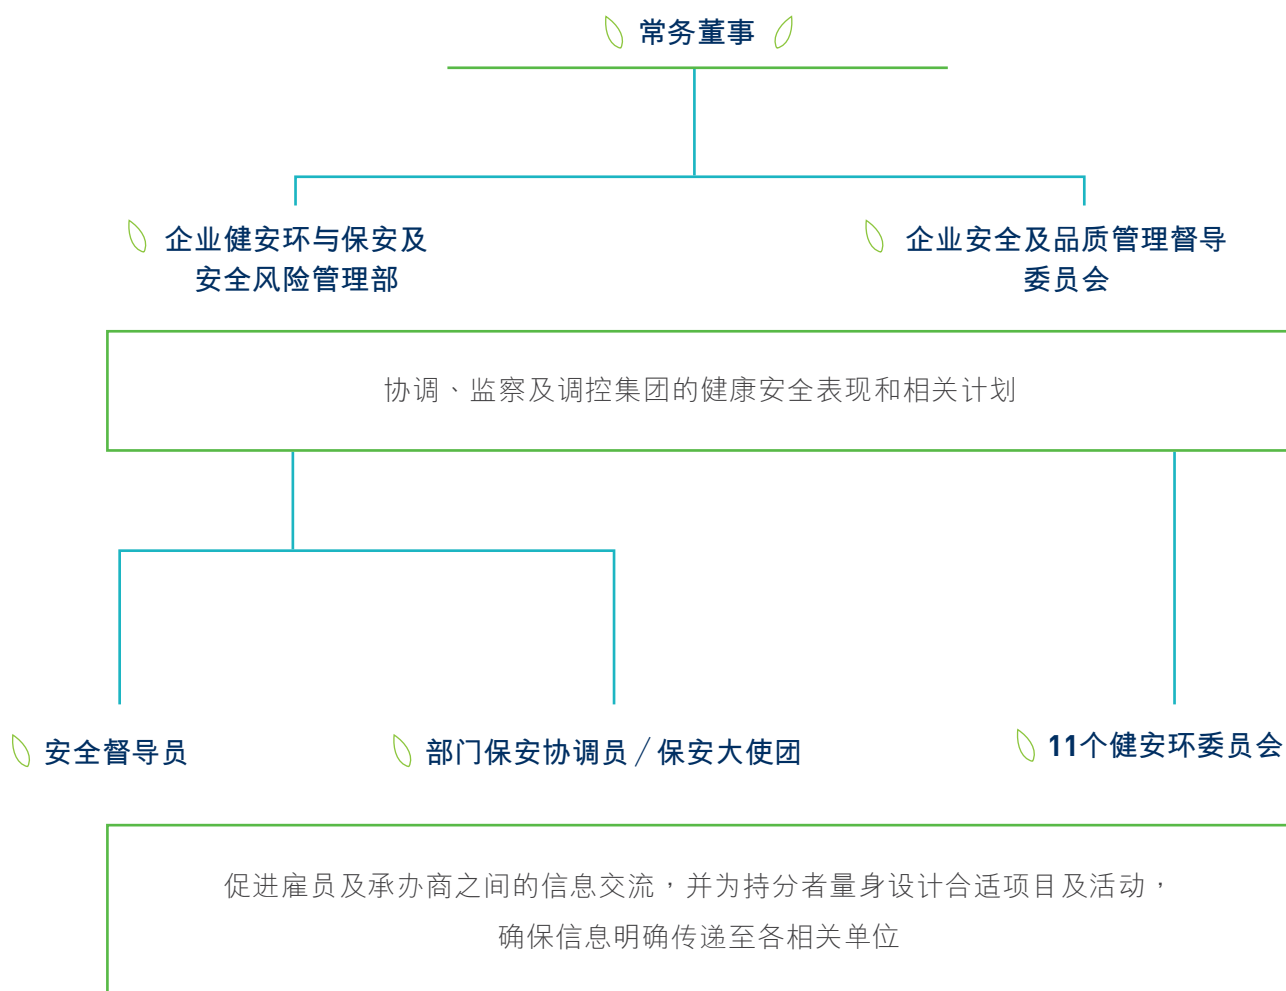 常务董事
企业健安环与保安及
安全风险管理部
企业安全及品质管理督导
委员会
协调、监察及调控集团的健康安全表现和相关计划
安全督导员
部门保安协调员/保安大使团
11个健安环委员会
促进雇员及承办商之间的信息交流，并为持分者量身设计合适项目及活动，
确保信息明确传递至各相关单位